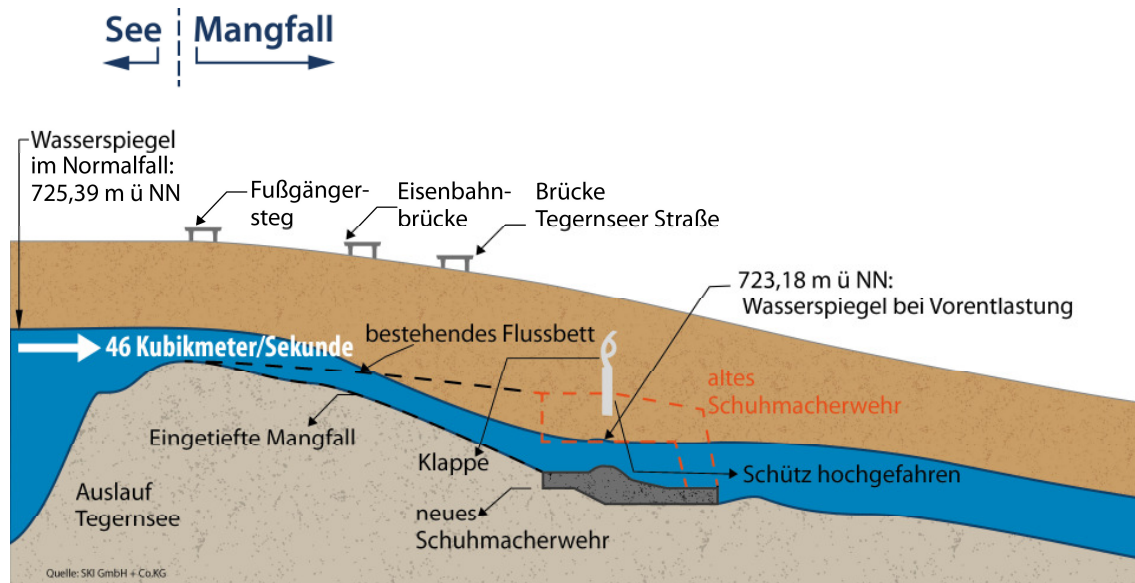 See Mangfall
Wasserspiegel
im Normalfall:
725,39 m ü NN
Fußgänger-
steg
Eisenbahn-
brücke
Brücke
Tegernseer Straße
723,18 m ü NN:
Wasserspiegel bei Vorentlastung
46 Kubikmeter/Sekunde
bestehendes Flussbett
altes
Schuhmacherwehr
Eingetiefte Mangfall
Klappe
Schütz hochgefahren
Auslauf
Tegernsee
neues
Schuhmacherwehr
Quelle: SKI GmbH + Co.KG